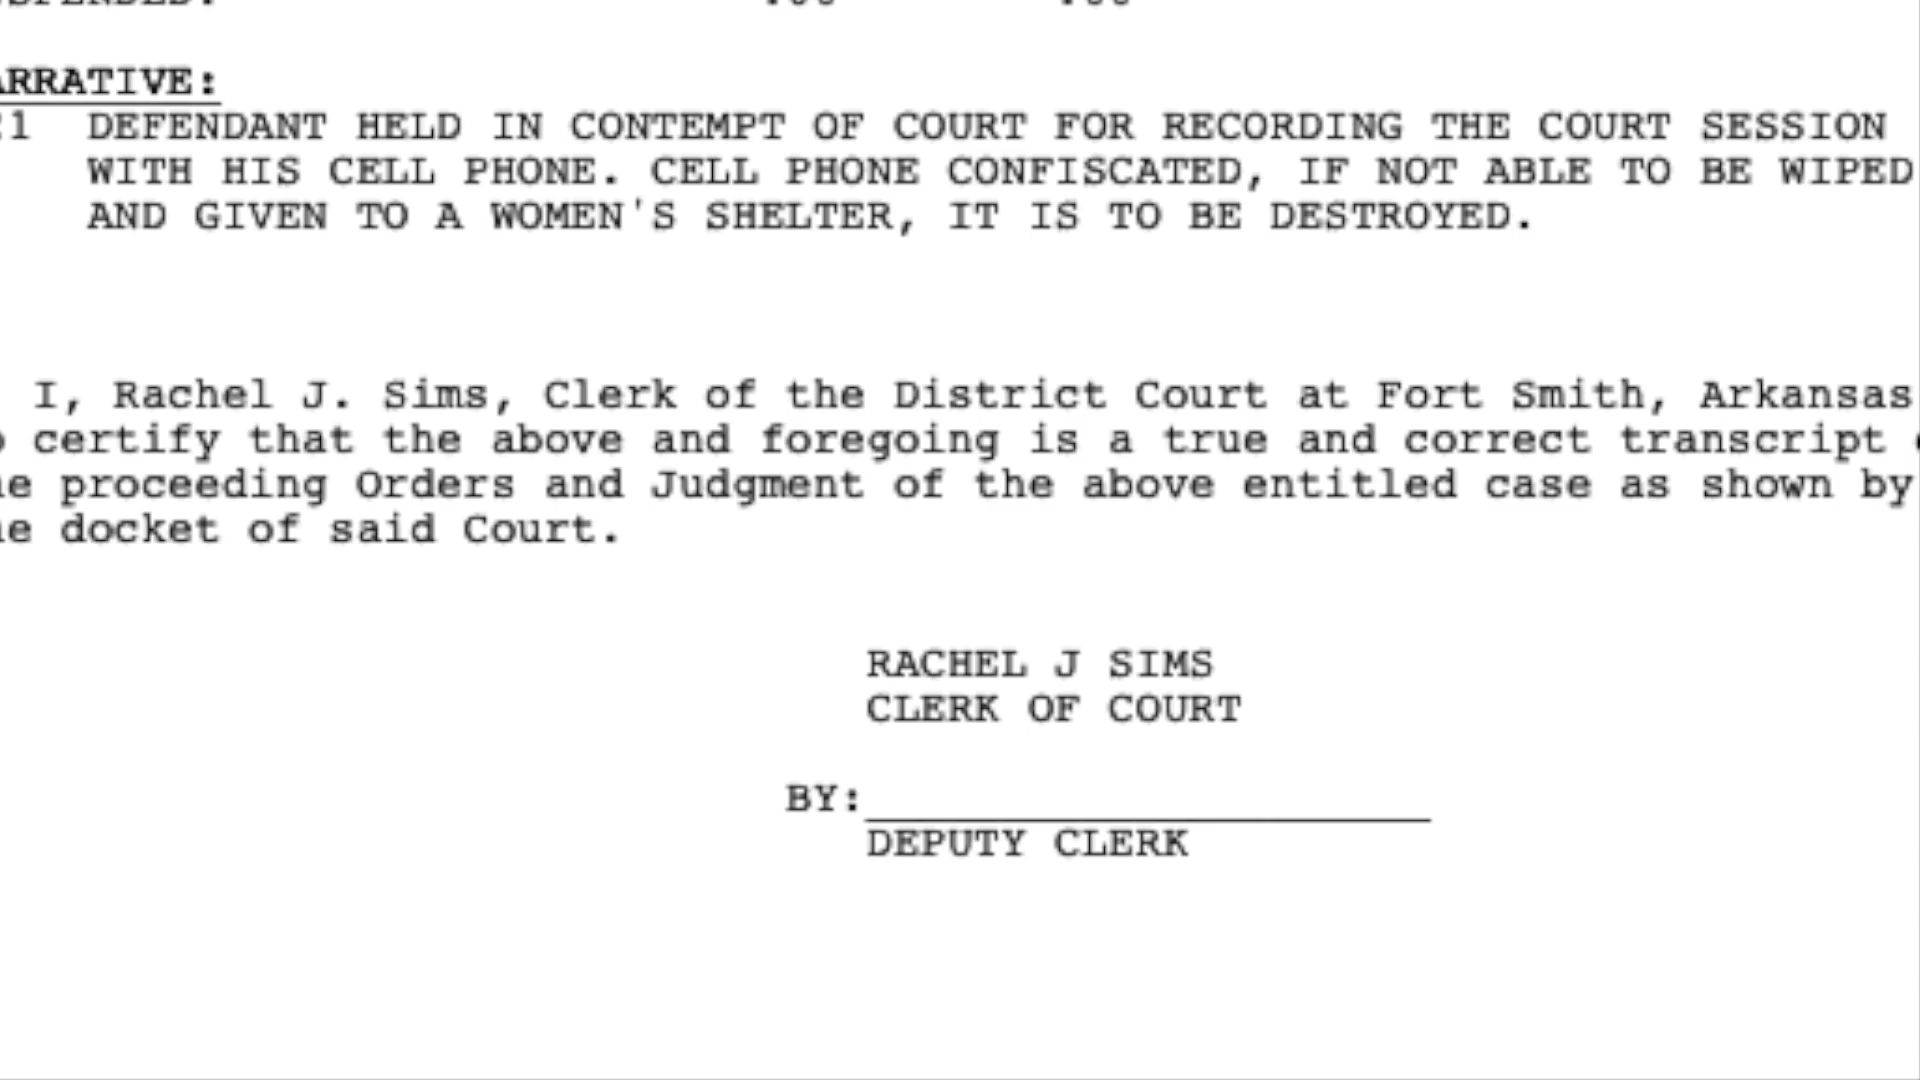 ARRATIVE:
21 DEFENDANT HELD IN CONTEMPT OF COURT FOR RECORDING THE COURT SESSION
WITH HIS CELL PHONE. CELL PHONE CONFISCATED, IF NOT ABLE TO BE WIPED
AND GIVEN TO A WOMEN'S SHELTER, IT IS TO BE DESTROYED.
I, Rachel J. Sims, Clerk of the District Court at Fort Smith, Arkansas
certify that the above and foregoing is a true and correct transcript
e proceeding Orders and Judgment of the above entitled case as shown by
e docket of said Court.
RACHEL J SIMS
CLERK OF COURT
BY:
DEPUTY CLERK